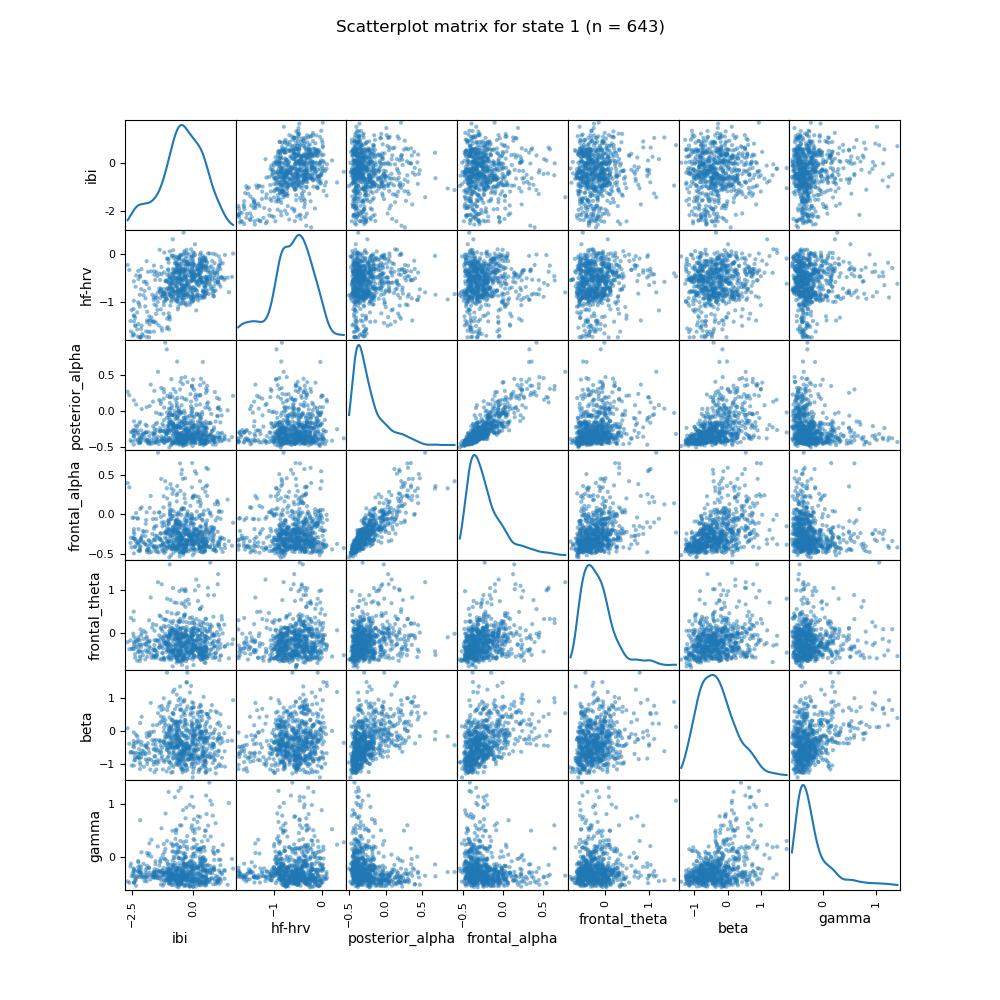 Scatterplot matrix for state 1 (n = 643)
ibi
0
-2
hf-hrv
0
−1
posterior_alpha
0.5
0.0
−0.5
frontal_alpha
0.5
0.0
−0.5
frontal_theta
1
0
beta
1
0
−1
gamma
1
0
−2.5 0.0 −1 0 −0.5 0.0 0.5 −0.5 0.0 0.5 0 1 −1 0 1 0 1
ibi hf-hrv posterior_alpha frontal_alpha frontal_theta beta gamma